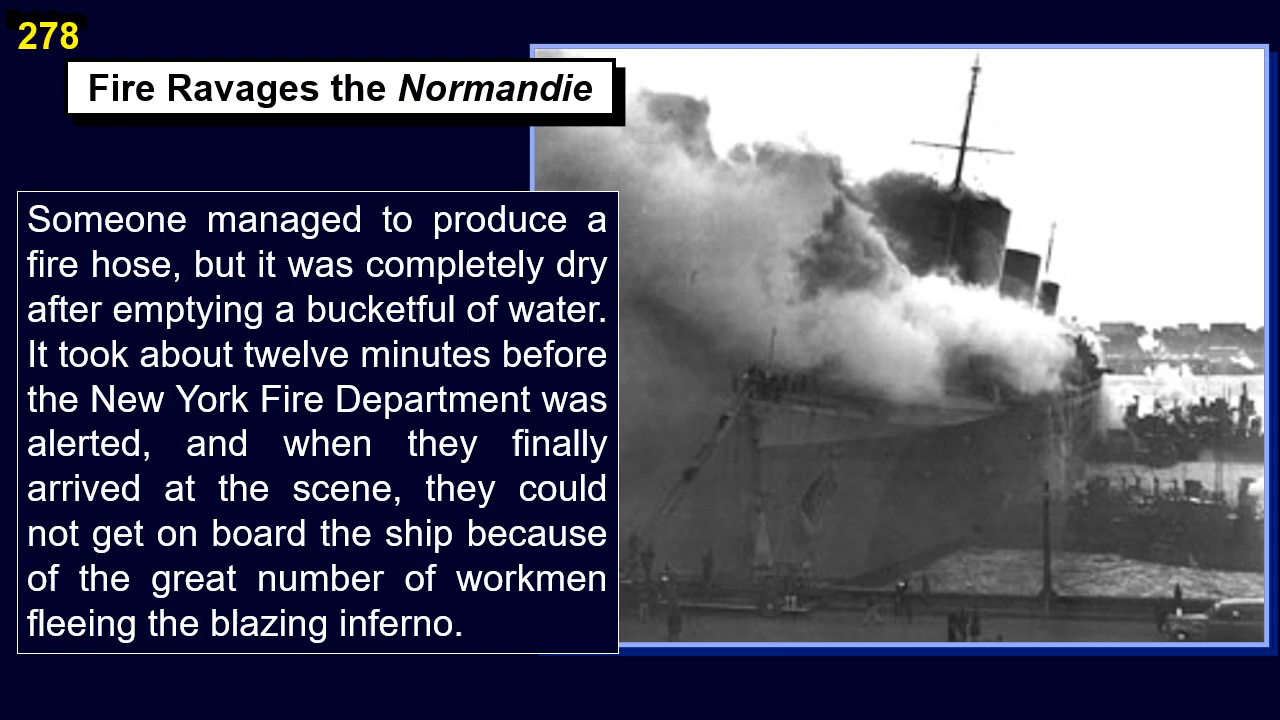 278
Fire Ravages the Normandie
Someone managed to produce a
fire hose, but it was completely dry
after emptying a bucketful of water.
It took about twelve minutes before
the New York Fire Department was
alerted, and when they finally
arrived at the scene, they could
not get on board the ship because
of the great number of workmen
fleeing the blazing inferno.